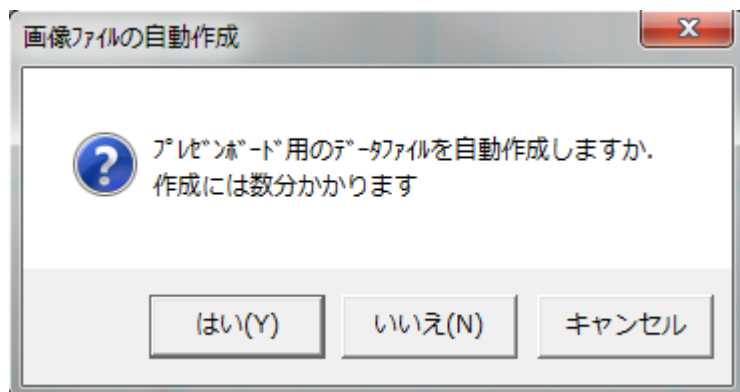 画像ﾌｧｲﾙの自動作成
X
ﾌﾟﾚｾﾞﾝﾎﾞｰﾄﾞ用のﾃﾞｰﾀﾌｧｲﾙを自動作成しますか.
作成には数分かかります
はい(Y) いいえ(N) キャンセル